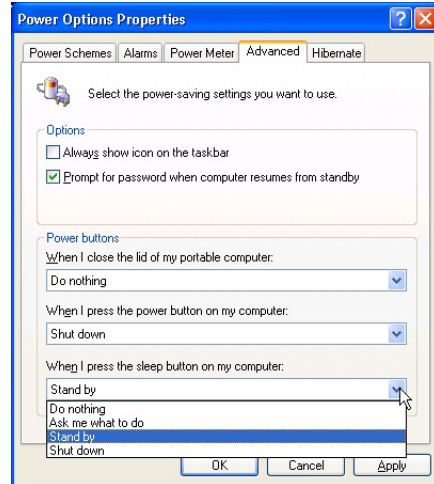 Power Options Properties
Power Schemes Alarms Power Meter Advanced Hibernate
Select the power-saving settings you want to use.
Options
Always show icon on the taskbar
Prompt for password when computer resumes from standby
Power buttons
When I close the lid of my portable computer:
Do nothing
When I press the power button on my computer:
Shut down
When I press the sleep button on my computer:
Stand by
Do nothing
Ask me what to do
Stand by
Shut down
OK Cancel Apply